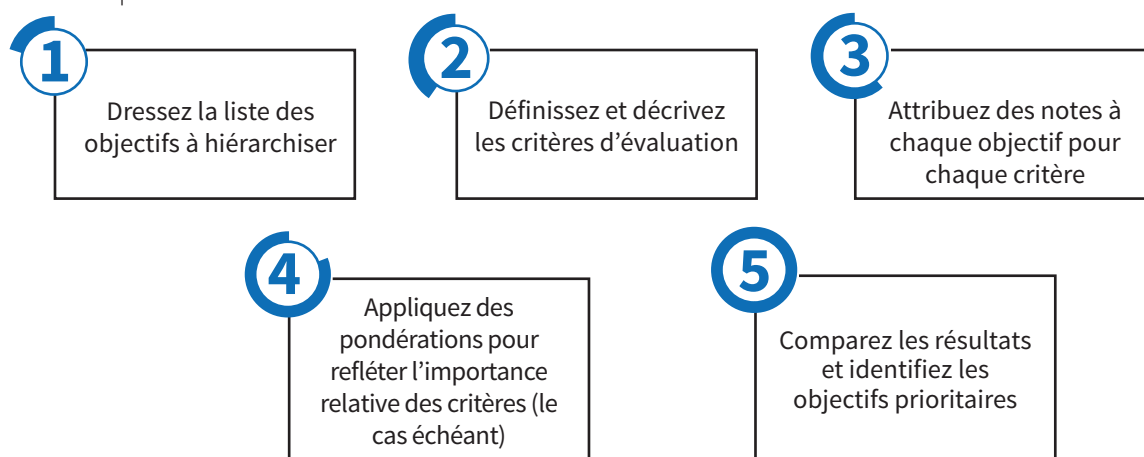 1
Dressez la liste des
objectifs à hiérarchiser
2
Définissez et décrivez
les critères d’évaluation
3
Attribuez des notes à
chaque objectif pour
chaque critère
4
Appliquez des
pondérations pour
refléter l’importance
relative des critères (le
cas échéant)
5
Comparez les résultats
et identifiez les
objectifs prioritaires